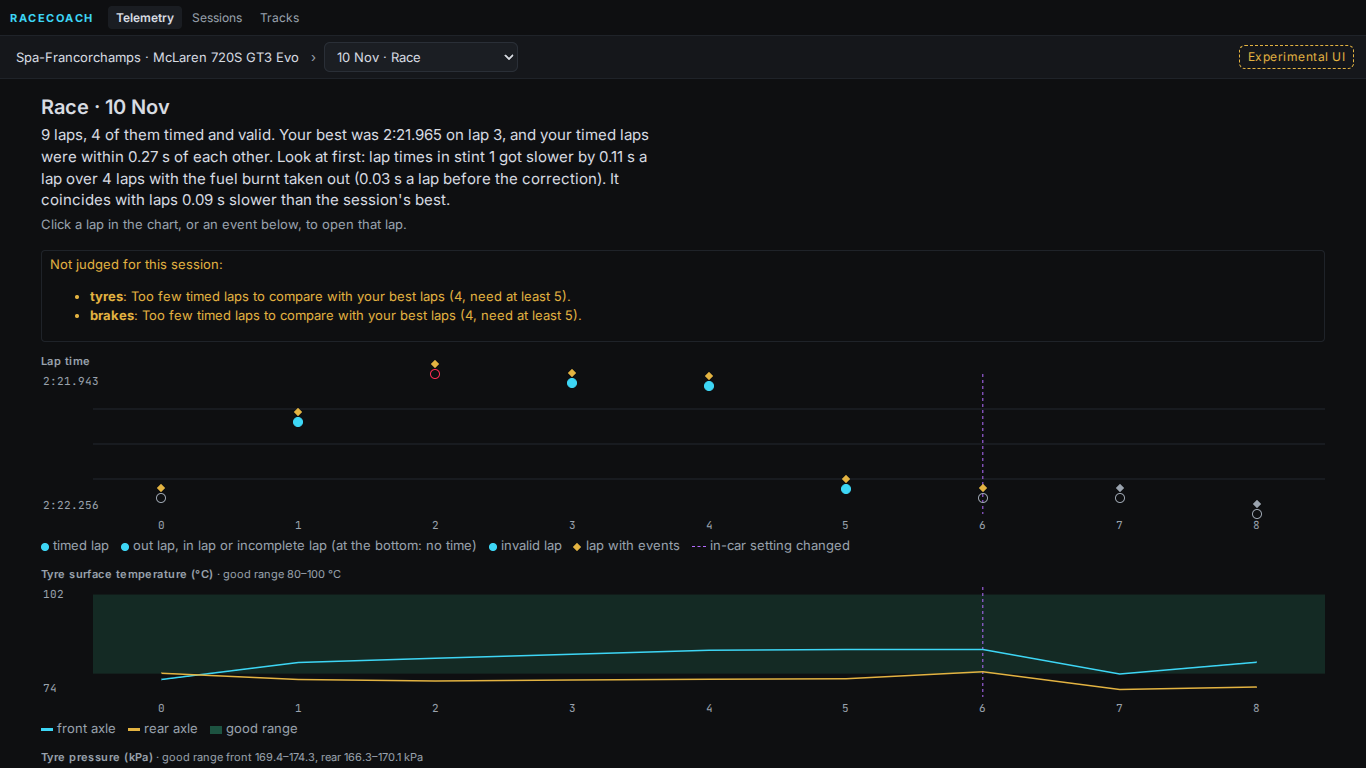 RACECOACH Telemetry Sessions Tracks
Spa-Francorchamps · McLaren 720S GT3 Evo › 10 Nov · Race Experimental UI
Race · 10 Nov
9 laps, 4 of them timed and valid. Your best was 2:21.965 on lap 3, and your timed laps
were within 0.27 s of each other. Look at first: lap times in stint 1 got slower by 0.11 s a
lap over 4 laps with the fuel burnt taken out (0.03 s a lap before the correction). It
coincides with laps 0.09 s slower than the session's best.
Click a lap in the chart, or an event below, to open that lap.
Not judged for this session:
• tyres: Too few timed laps to compare with your best laps (4, need at least 5).
• brakes: Too few timed laps to compare with your best laps (4, need at least 5).
Lap time
2:21.943
2:22.256
0 1 2 3 4 5 6 7 8
timed lap out lap, in lap or incomplete lap (at the bottom: no time) invalid lap lap with events in-car setting changed
Tyre surface temperature (°C) · good range 80–100 °C
102
74
0 1 2 3 4 5 6 7 8
front axle rear axle good range
Tyre pressure (kPa) · good range front 169.4–174.3, rear 166.3–170.1 kPa